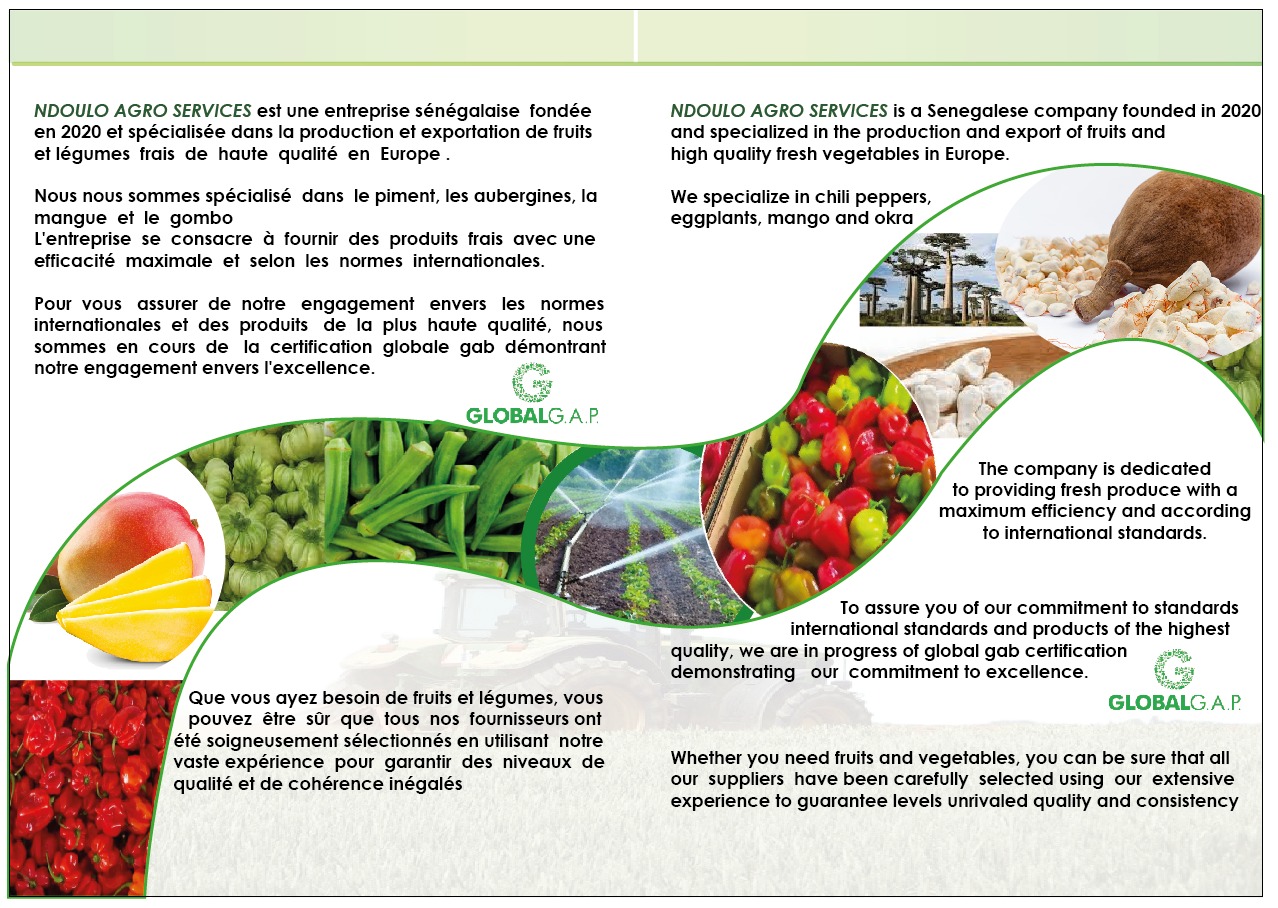 NDOULO AGRO SERVICES est une entreprise sénégalaise fondée
en 2020 et spécialisée dans la production et exportation de fruits
et légumes frais de haute qualité en Europe .
Nous nous sommes spécialisé dans le piment, les aubergines, la
mangue et le gombo
L'entreprise se consacre à fournir des produits frais avec une
efficacité maximale et selon les normes internationales.
Pour vous assurer de notre engagement envers les normes
internationales et des produits de la plus haute qualité, nous
sommes en cours de la certification globale gab démontrant
notre engagement envers l'excellence.
GLOBALG.A.P.
Que vous ayez besoin de fruits et légumes, vous
pouvez être sûr que tous nos fournisseurs ont
été soigneusement sélectionnés en utilisant notre
vaste expérience pour garantir des niveaux de
qualité et de cohérence inégalés
NDOULO AGRO SERVICES is a Senegalese company founded in 2020
and specialized in the production and export of fruits and
high quality fresh vegetables in Europe.
We specialize in chili peppers,
eggplants, mango and okra
The company is dedicated
to providing fresh produce with a
maximum efficiency and according
to international standards.
To assure you of our commitment to standards
international standards and products of the highest
quality, we are in progress of global gab certification
demonstrating our commitment to excellence.
GLOBALG.A.P.
Whether you need fruits and vegetables, you can be sure that all
our suppliers have been carefully selected using our extensive
experience to guarantee levels unrivaled quality and consistency